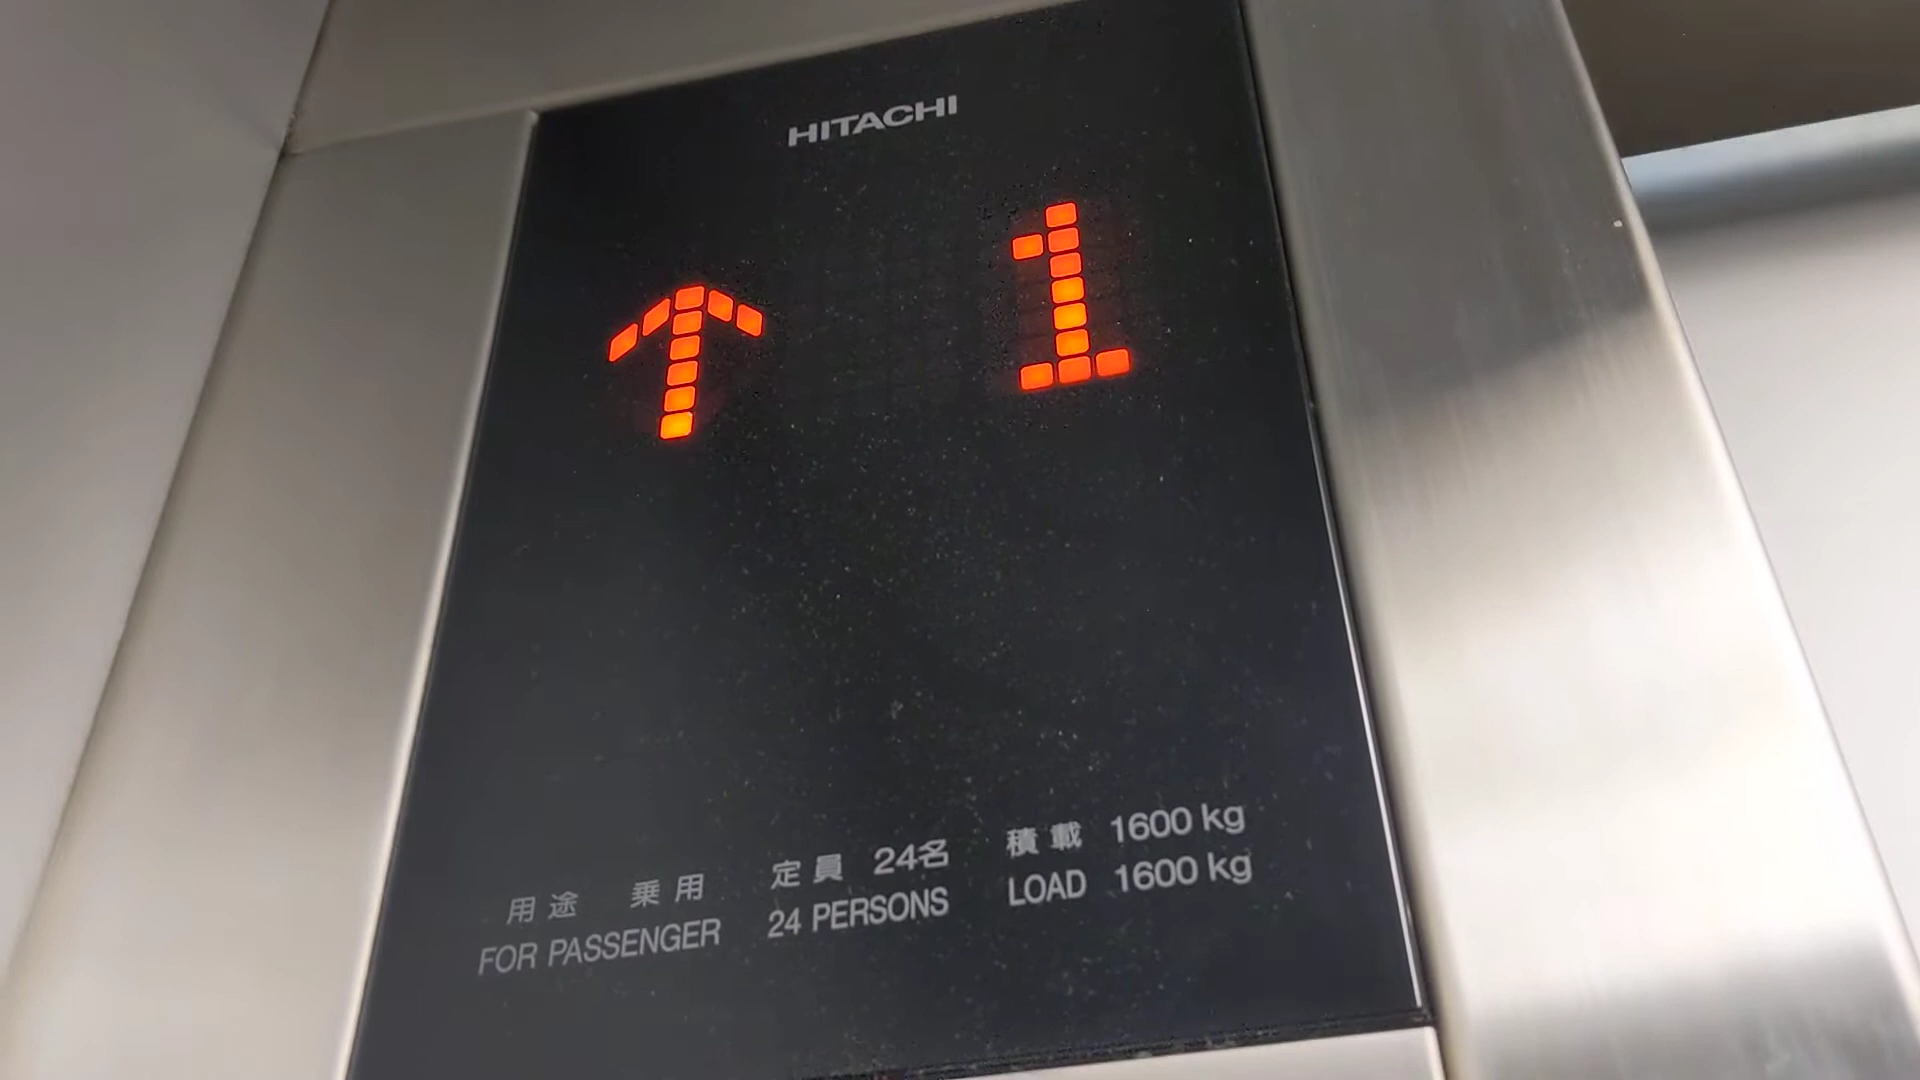 HITACHI
↑ 1
用途 乗用 定員 24名 積載 1600 kg
FOR PASSENGER 24 PERSONS LOAD 1600 kg